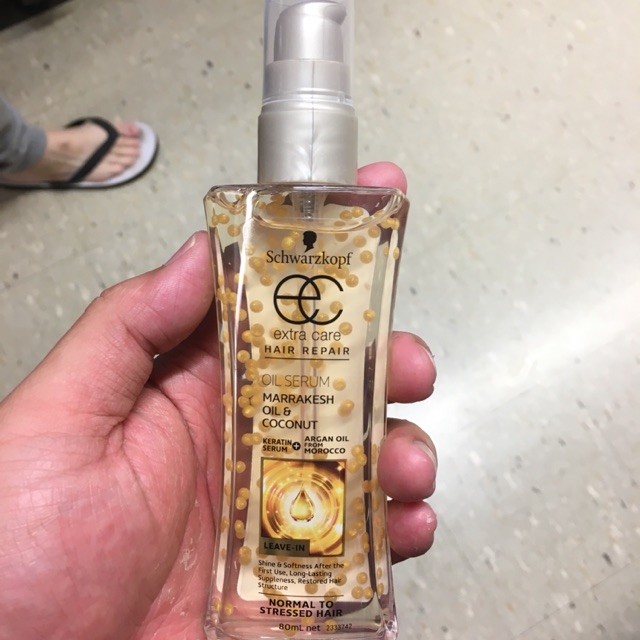 Schwarzkopf
ec
extra care
HAIR REPAIR
OIL SERUM
MARRAKESH
OIL &
COCONUT
KERATIN SERUM + ARGAN OIL FROM MOROCCO
LEAVE-IN
Shine & Softness After the
First Use, Long-Lasting
Suppleness, Restored Hair
Structure
NORMAL TO
STRESSED HAIR
80mL net